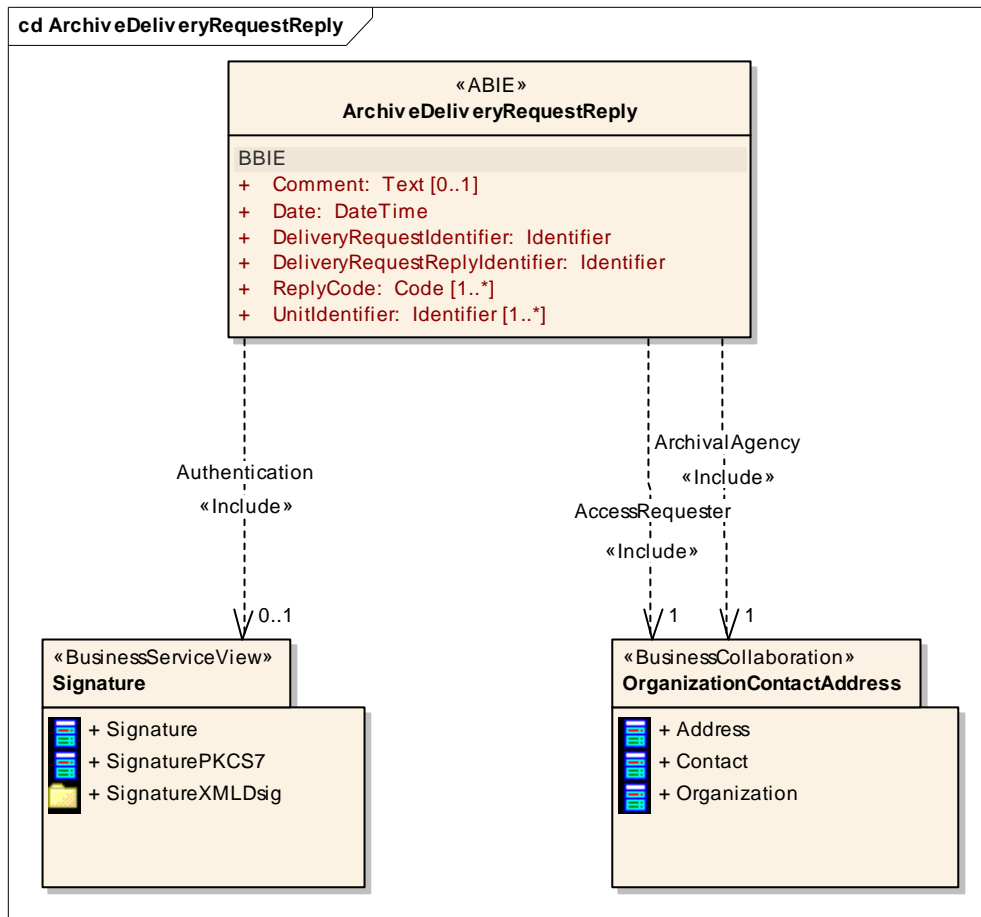 cd ArchiveDeliveryRequestReply
«ABIE»
ArchiveDeliveryRequestReply
BBIE
+ Comment: Text [0..1]
+ Date: DateTime
+ DeliveryRequestIdentifier: Identifier
+ DeliveryRequestReplyIdentifier: Identifier
+ ReplyCode: Code [1..*]
+ UnitIdentifier: Identifier [1..*]
Authentication
«Include»
0..1
ArchivalAgency
«Include»
AccessRequester
«Include»
1
1
«BusinessServiceView»
Signature
+ Signature
+ SignaturePKCS7
+ SignatureXMLDsig
«BusinessCollaboration»
OrganizationContactAddress
+ Address
+ Contact
+ Organization